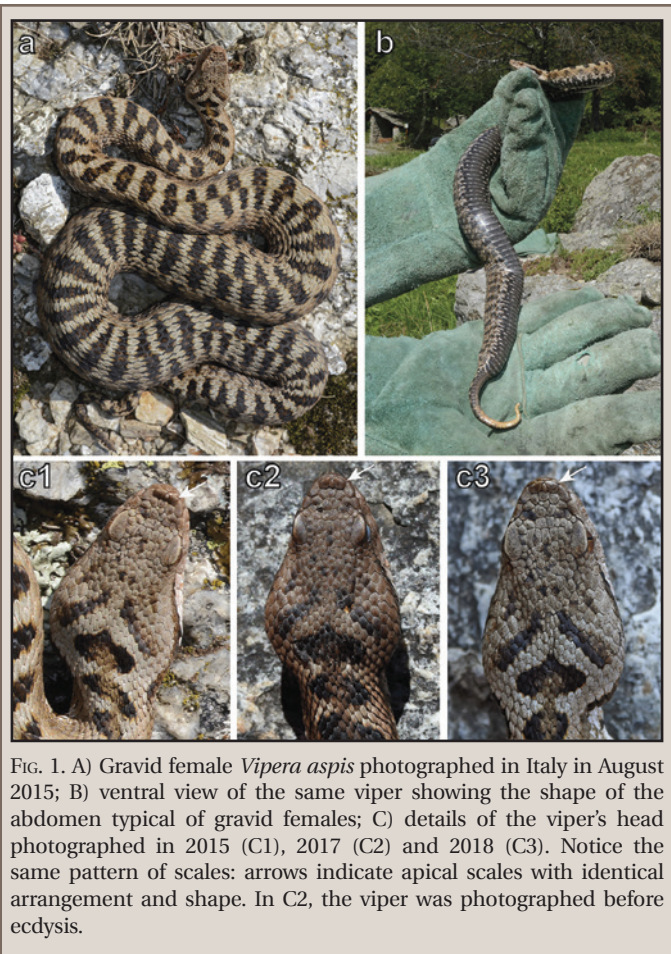 a
b
c1
c2
c3
FIG. 1. A) Gravid female Vipera aspis photographed in Italy in August
2015; B) ventral view of the same viper showing the shape of the
abdomen typical of gravid females; C) details of the viper's head
photographed in 2015 (C1), 2017 (C2) and 2018 (C3). Notice the
same pattern of scales: arrows indicate apical scales with identical
arrangement and shape. In C2, the viper was photographed before
ecdysis.